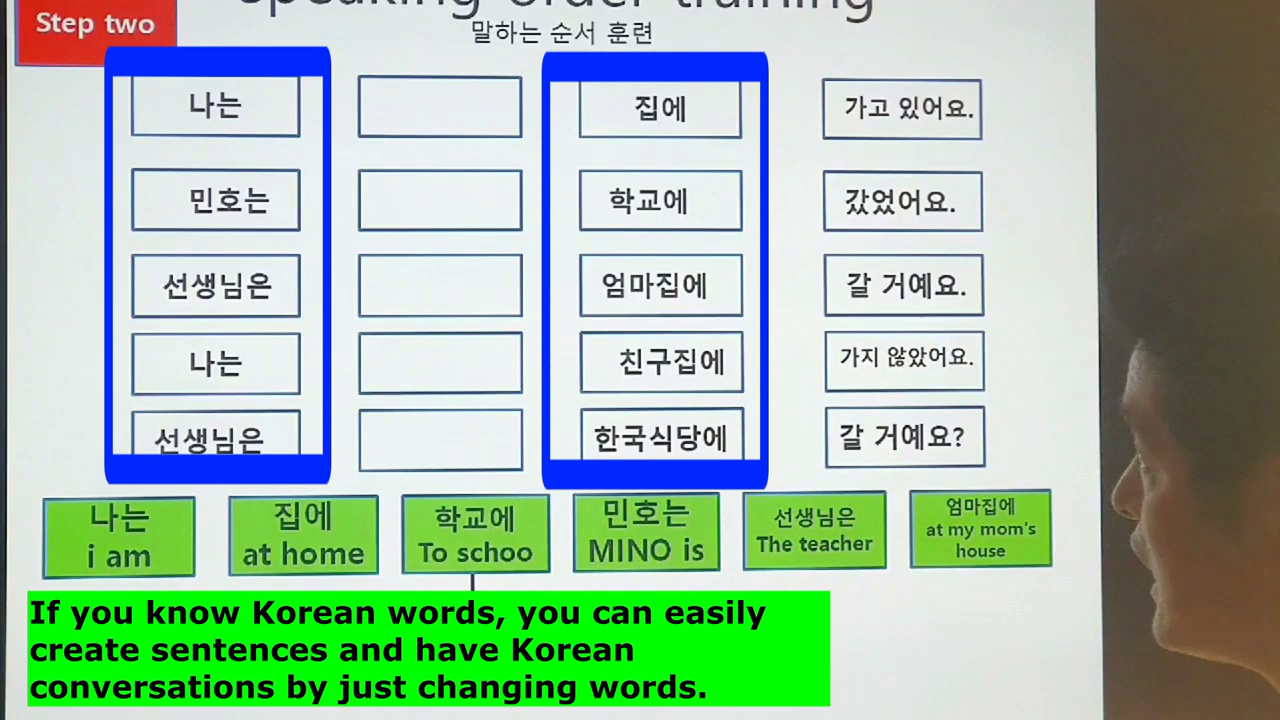 Step two
Speaking order training
말하는 순서 훈련
나는 집에 가고 있어요.
민호는 학교에 갔었어요.
선생님은 엄마집에 갈 거예요.
나는 친구집에 가지 않았어요.
선생님은 한국식당에 갈 거예요?
나는
i am
집에
at home
학교에
To schoo
민호는
MINO is
선생님은
The teacher
엄마집에
at my mom's
house
If you know Korean words, you can easily
create sentences and have Korean
conversations by just changing words.